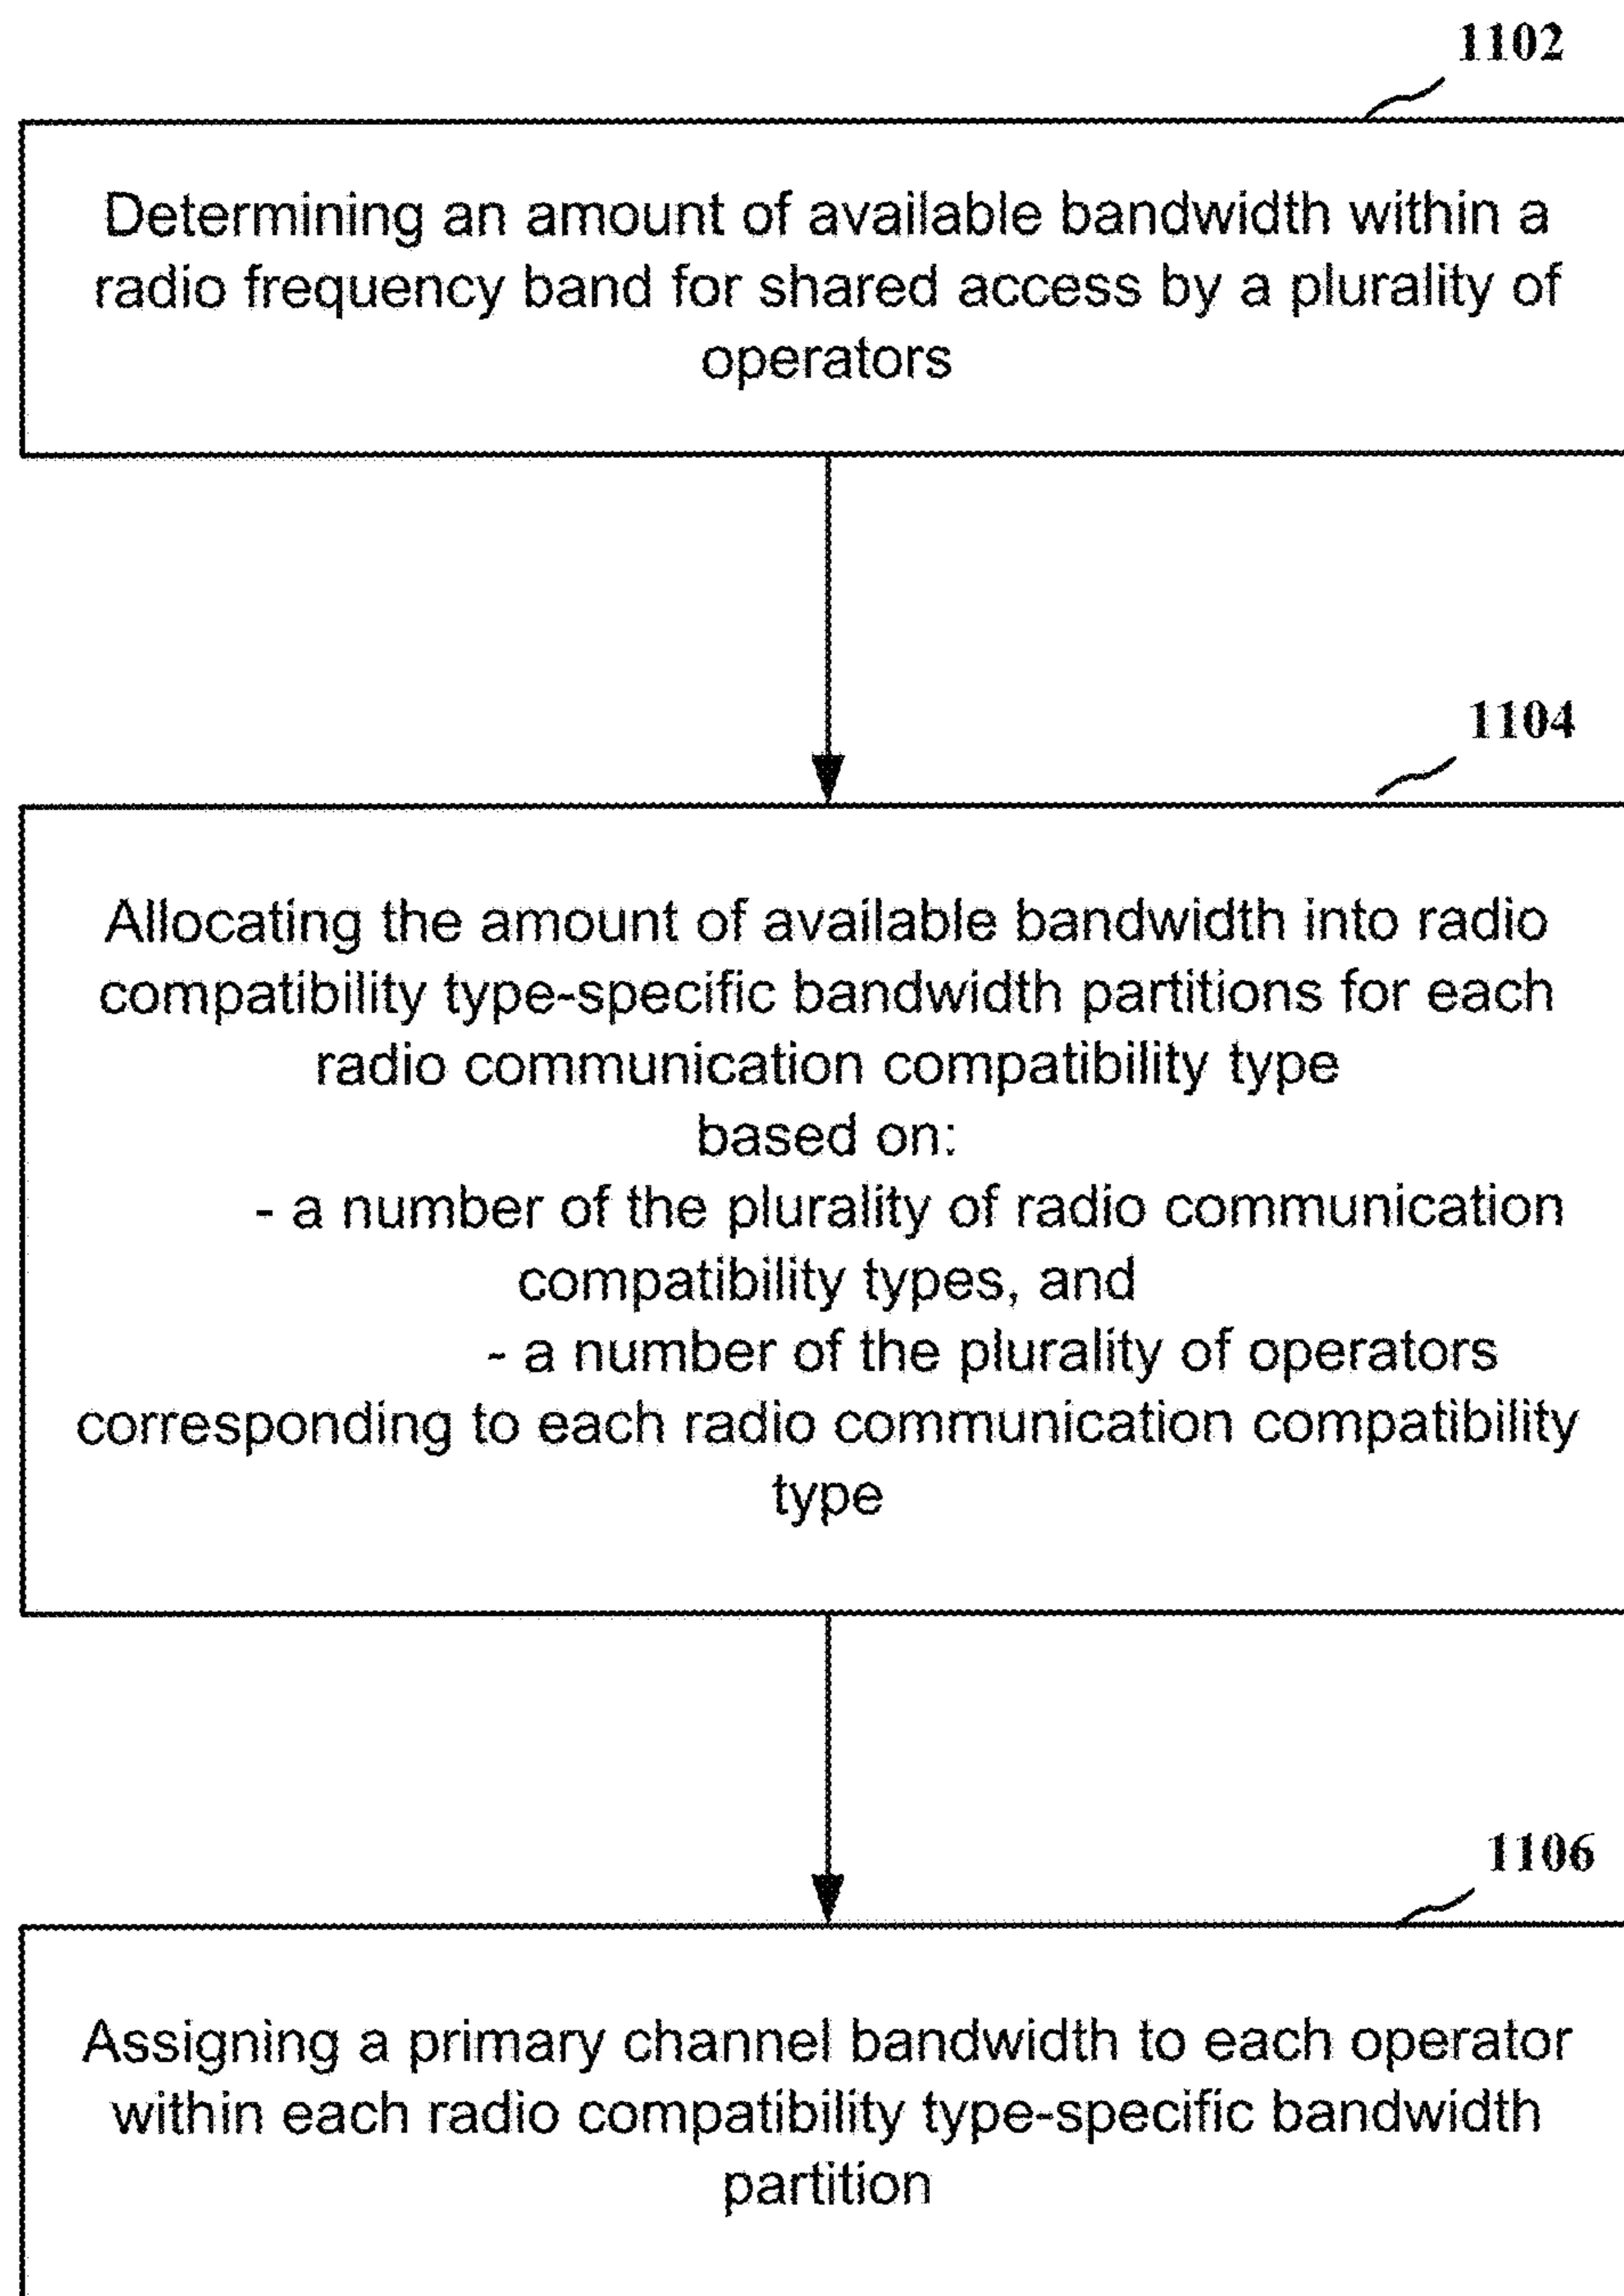 1102
Determining an amount of available bandwidth within a
radio frequency band for shared access by a plurality of
operators
1104
Allocating the amount of available bandwidth into radio
compatibility type-specific bandwidth partitions for each
radio communication compatibility type
based on:
- a number of the plurality of radio communication
compatibility types, and
- a number of the plurality of operators
corresponding to each radio communication compatibility
type
1106
Assigning a primary channel bandwidth to each operator
within each radio compatibility type-specific bandwidth
partition